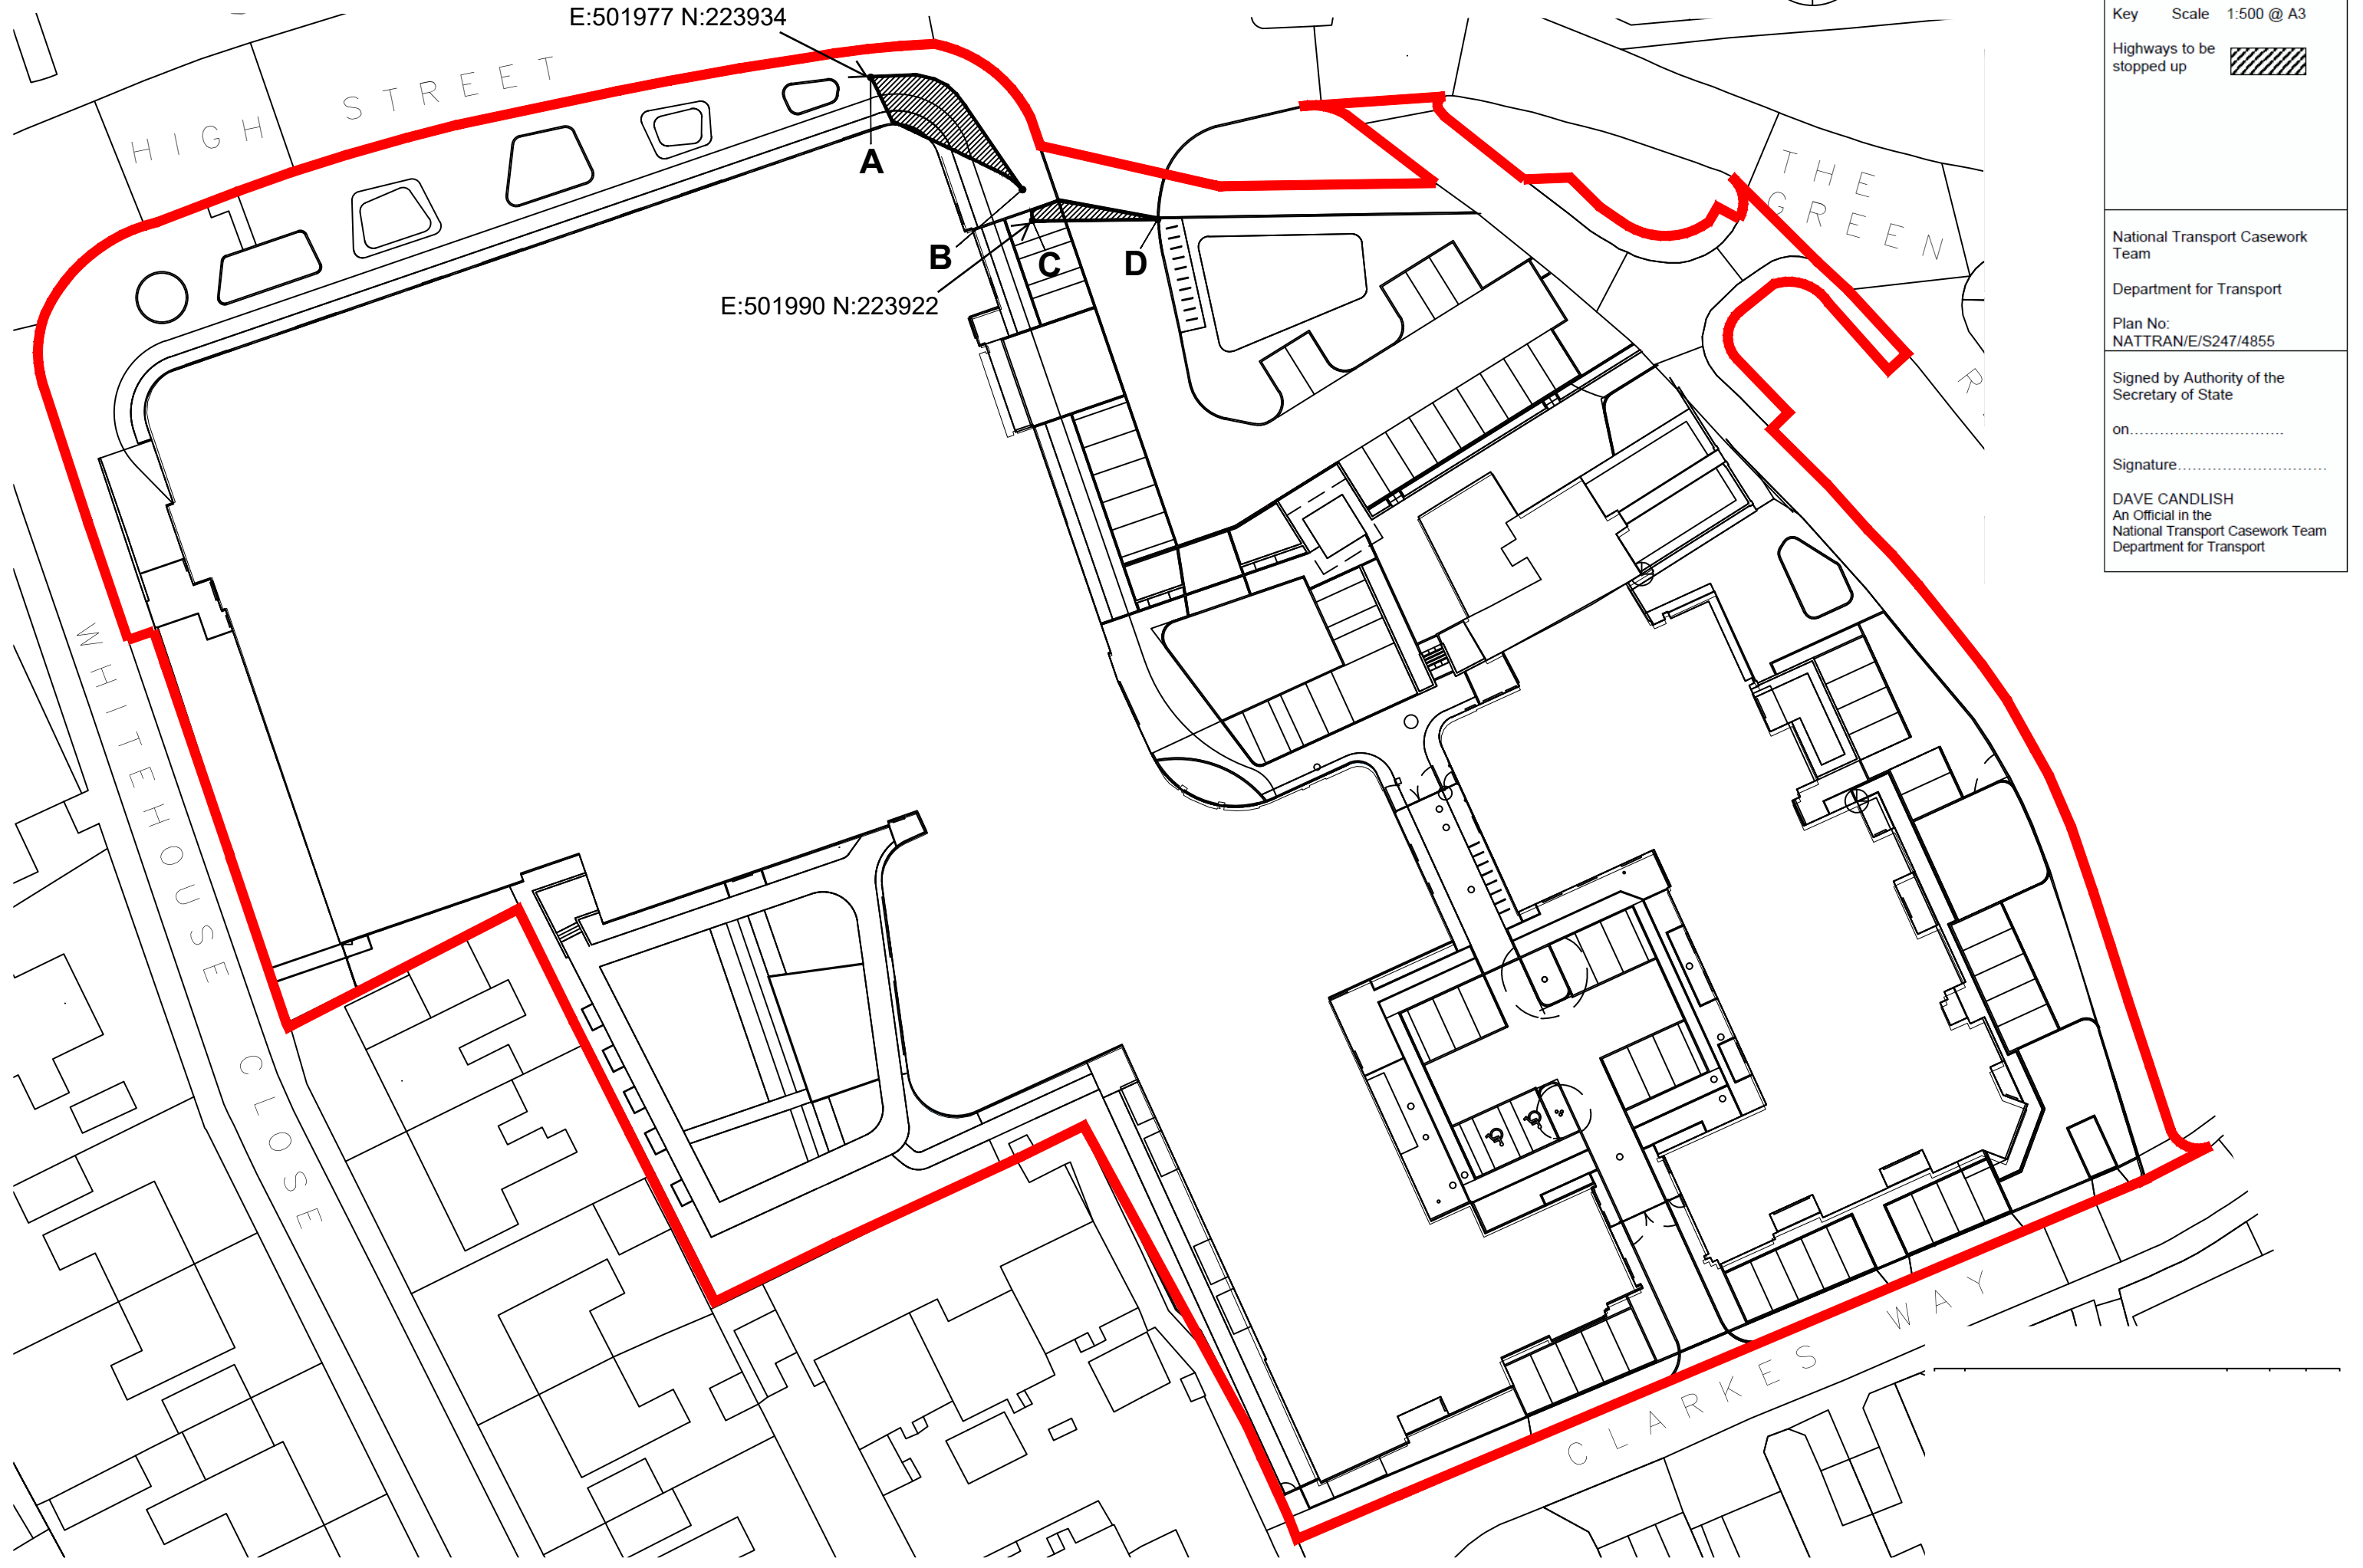 E:501977 N:223934
HIGH STREET
A
B
C
D
E:501990 N:223922
THE
GREEN
WHITEHOUSE CLOSE
CLARKES WAY
Key Scale 1:500 @ A3
Highways to be
stopped up
National Transport Casework
Team
Department for Transport
Plan No:
NATTRAN/E/S247/4855
Signed by Authority of the
Secretary of State
on.............................
Signature.............................
DAVE CANDLISH
An Official in the
National Transport Casework Team
Department for Transport